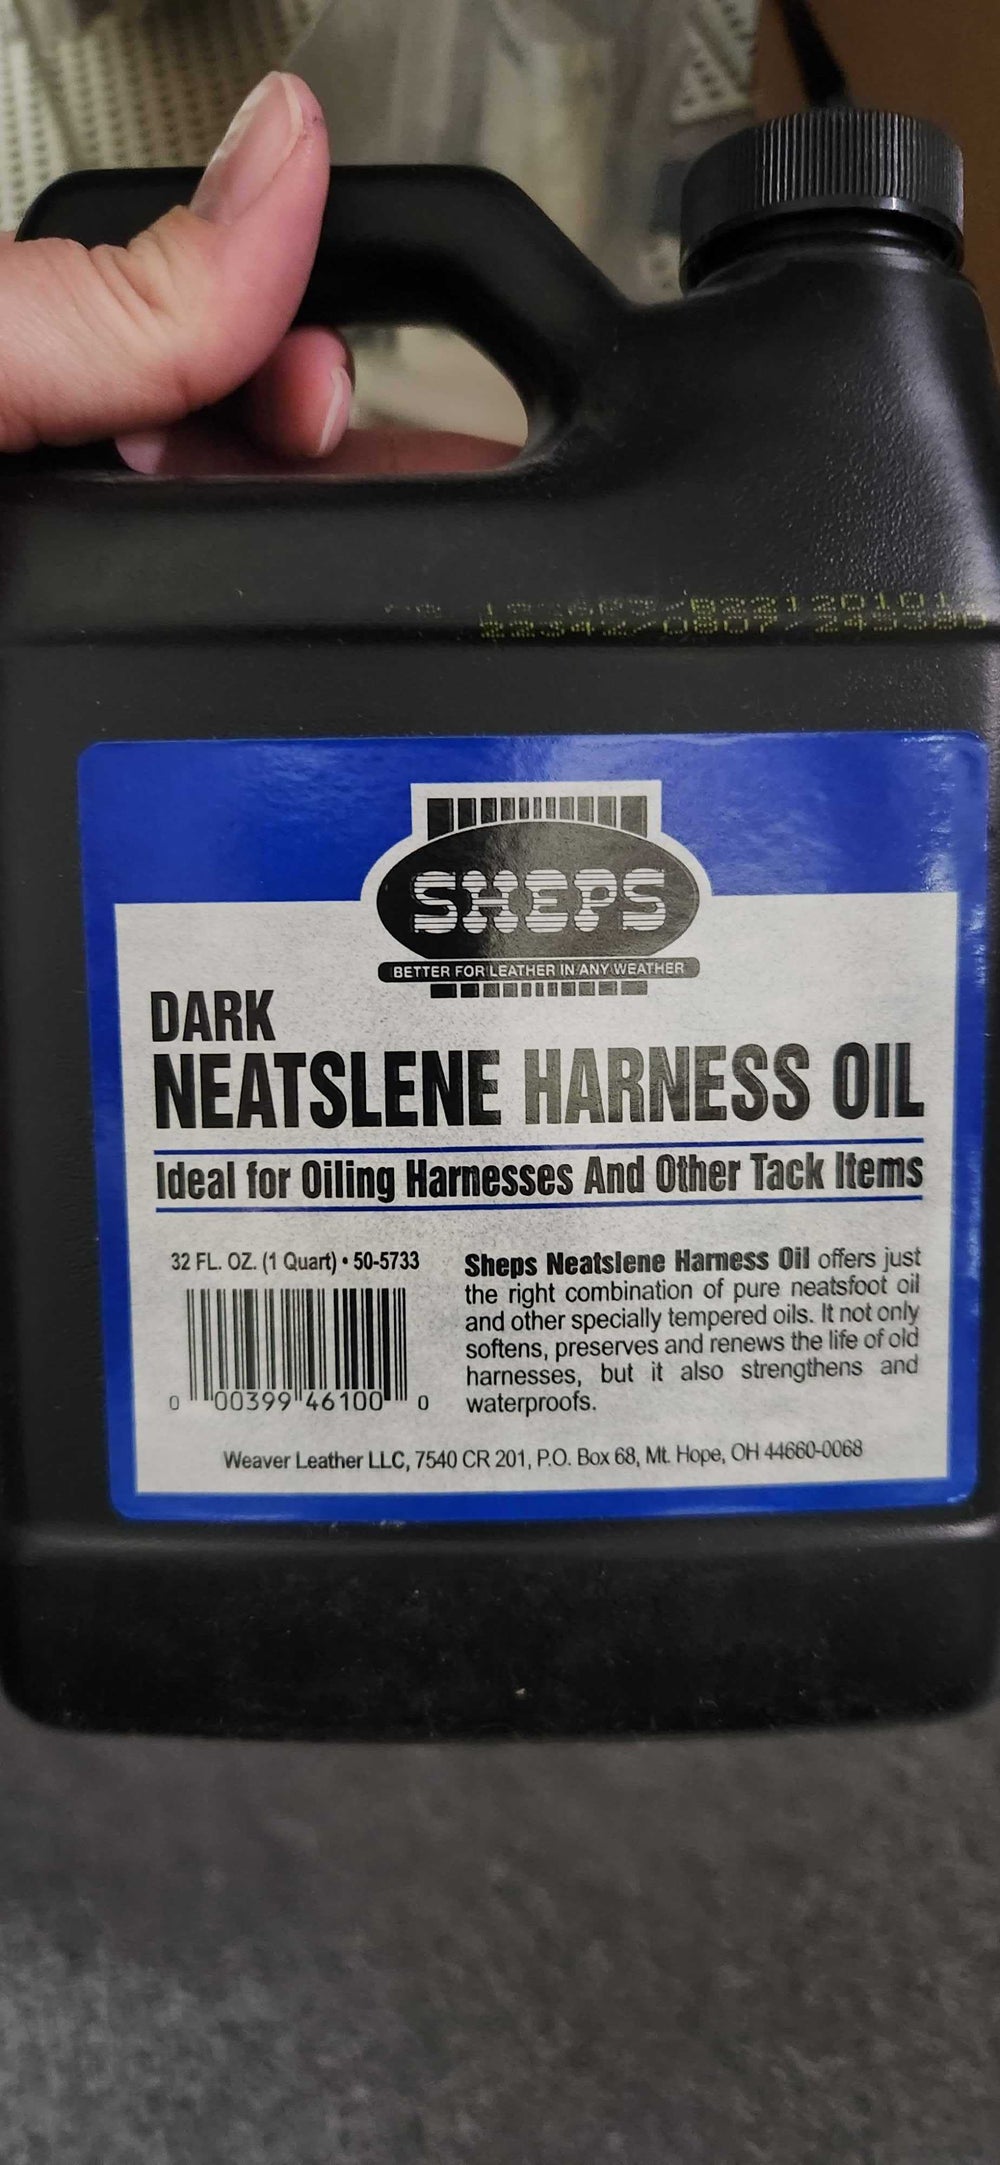 SHEPS
BETTER FOR LEATHER IN ANY WEATHER
DARK
NEATSLENE HARNESS OIL
Ideal for Oiling Harnesses And Other Tack Items
32 FL. OZ. (1 Quart) • 50-5733
0 00399 46100 0
Sheps Neatslene Harness Oil offers just
the right combination of pure neatsfoot oil
and other specially tempered oils. It not only
softens, preserves and renews the life of old
harnesses, but it also strengthens and
waterproofs.
Weaver Leather LLC, 7540 CR 201, P.O. Box 68, Mt. Hope, OH 44660-0068